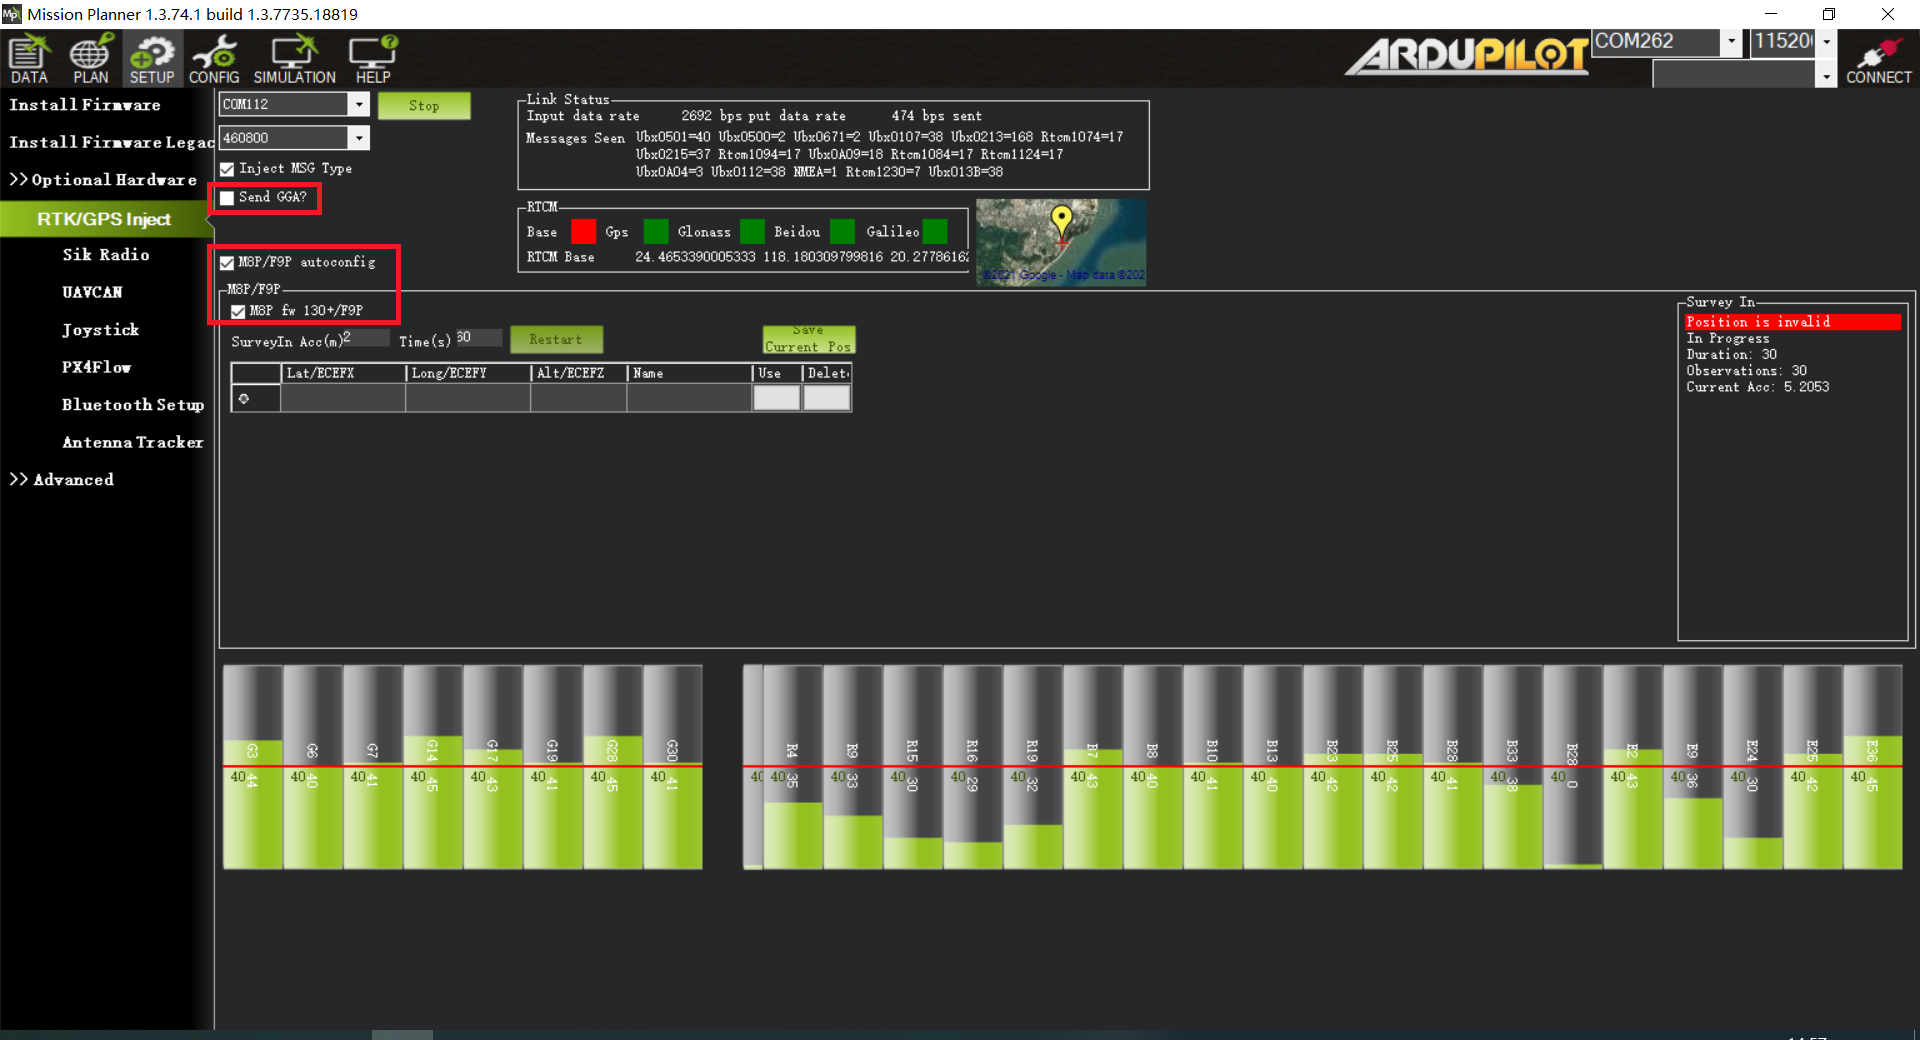 Mission Planner 1.3.74.1 build 1.3.7735.18819
DATA
PLAN
SETUP
CONFIG
SIMULATION
HELP
ARDUPILOT
COM262
CONNECT
Install Firmware
Install Firmware Legac
>> Optional Hardware
RTK/GPS Inject
Sik Radio
UAVCAN
Joystick
PX4Flow
Bluetooth Setup
Antenna Tracker
>> Advanced
COM112
Stop
460800
Inject MSG Type
Send GGA?
M8P/F9P autoconfig
Link Status
Input data rate 2692 bps put data rate 474 bps sent
Messages Seen Ubx0501=40 Ubx0500=2 Ubx0671=2 Ubx0107=38 Ubx0213=168 Rtcm1074=17
Ubx0215=37 Rtcm1094=17 Ubx0A09=18 Rtcm1084=17 Rtcm1124=17
Ubx0A04=3 Ubx0112=38 NMEA=1 Rtcm1230=7 Ubx013B=38
RTCM
Base Gps Glonass Beidou Galileo
RTCM Base 24.4653390005333 118.180309799816 20.2778616
©2021 Google - Map data ©202
M8P/F9P
M8P fw 130+/F9P
SurveyIn Acc(m) 2 Time(s) 60
Restart
Save
Current Pos
Lat/ECEFX Long/ECEFY Alt/ECEFZ Name Use Delet
Survey In
Position is invalid
In Progress
Duration: 30
Observations: 30
Current Acc: 5.2053
G3 G6 G7 G14 G17 G19 G28 G30
40 44 40 40 40 41 40 45 40 43 40 41 40 45 40 41
R4 R9 R15 R16 R19 B7 B8 B10 B13 B23 B25 B28 B33 B28 E2 E9 E24 E25 E36
40 35 40 33 40 30 40 29 40 32 40 43 40 40 40 41 40 40 40 42 40 42 40 41 40 38 40 0 40 43 40 36 40 30 40 42 40 45